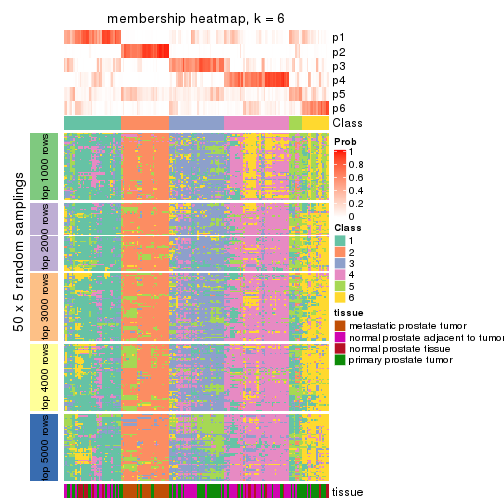 membership heatmap, k = 6
p1
p2
p3
p4
p5
p6
Class
50 x 5 random samplings
top 1000 rows
top 2000 rows
top 3000 rows
top 4000 rows
top 5000 rows
Prob
1
0.8
0.6
0.4
0.2
0
Class
1
2
3
4
5
6
tissue
metastatic prostate tumor
normal prostate adjacent to tumor
normal prostate tissue
primary prostate tumor
tissue